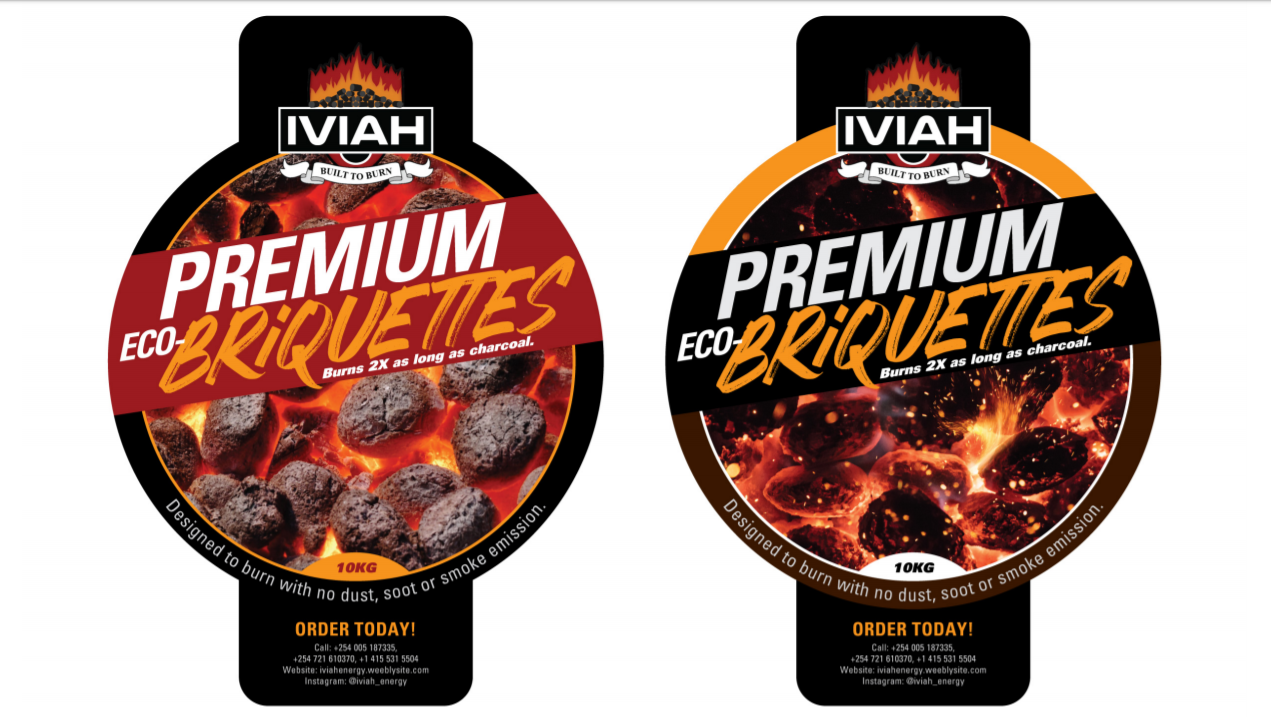 IVIAH
BUILT TO BURN
PREMIUM
ECO-BRiQUETTES
Burns 2X as long as charcoal.
10KG
Designed to burn with no dust, soot or smoke emission.
ORDER TODAY!
Call: +254 005 187335,
+254 721 610370, +1 415 531 5504
Website: iviahenergy.weeblysite.com
Instagram: @iviah_energy
IVIAH
BUILT TO BURN
PREMIUM
ECO-BRiQUETTES
Burns 2X as long as charcoal.
10KG
Designed to burn with no dust, soot or smoke emission.
ORDER TODAY!
Call: +254 005 187335,
+254 721 610370, +1 415 531 5504
Website: iviahenergy.weeblysite.com
Instagram: @iviah_energy